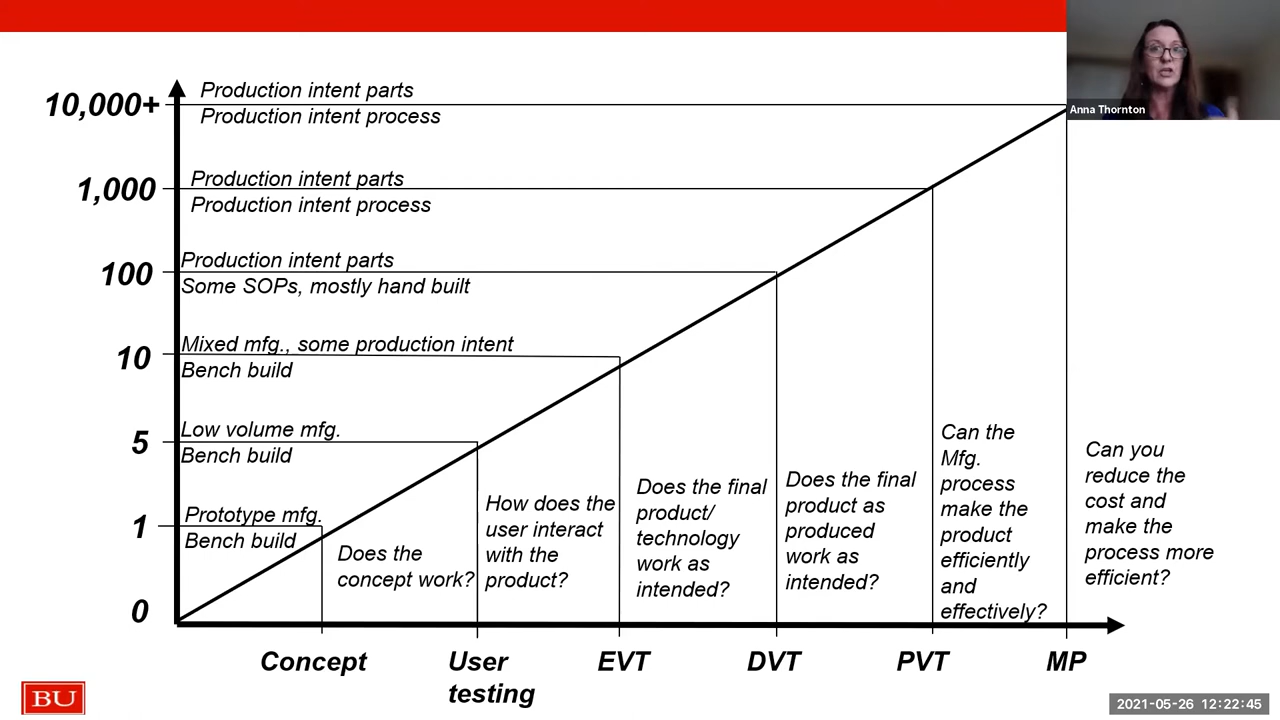 Anna Thornton
10,000+
Production intent parts
Production intent process
1,000
Production intent parts
Production intent process
100
Production intent parts
Some SOPs, mostly hand built
10
Mixed mfg., some production intent
Bench build
5
Low volume mfg.
Bench build
1
Prototype mfg.
Bench build
0
Does the
concept work?
How does the
user interact
with the
product?
Does the final
product/
technology
work as
intended?
Does the final
product as
produced
work as
intended?
Can the
Mfg.
process
make the
product
efficiently
and
effectively?
Can you
reduce the
cost and
make the
process more
efficient?
Concept
User
testing
EVT
DVT
PVT
MP
BU
2021-05-26 12:22:45